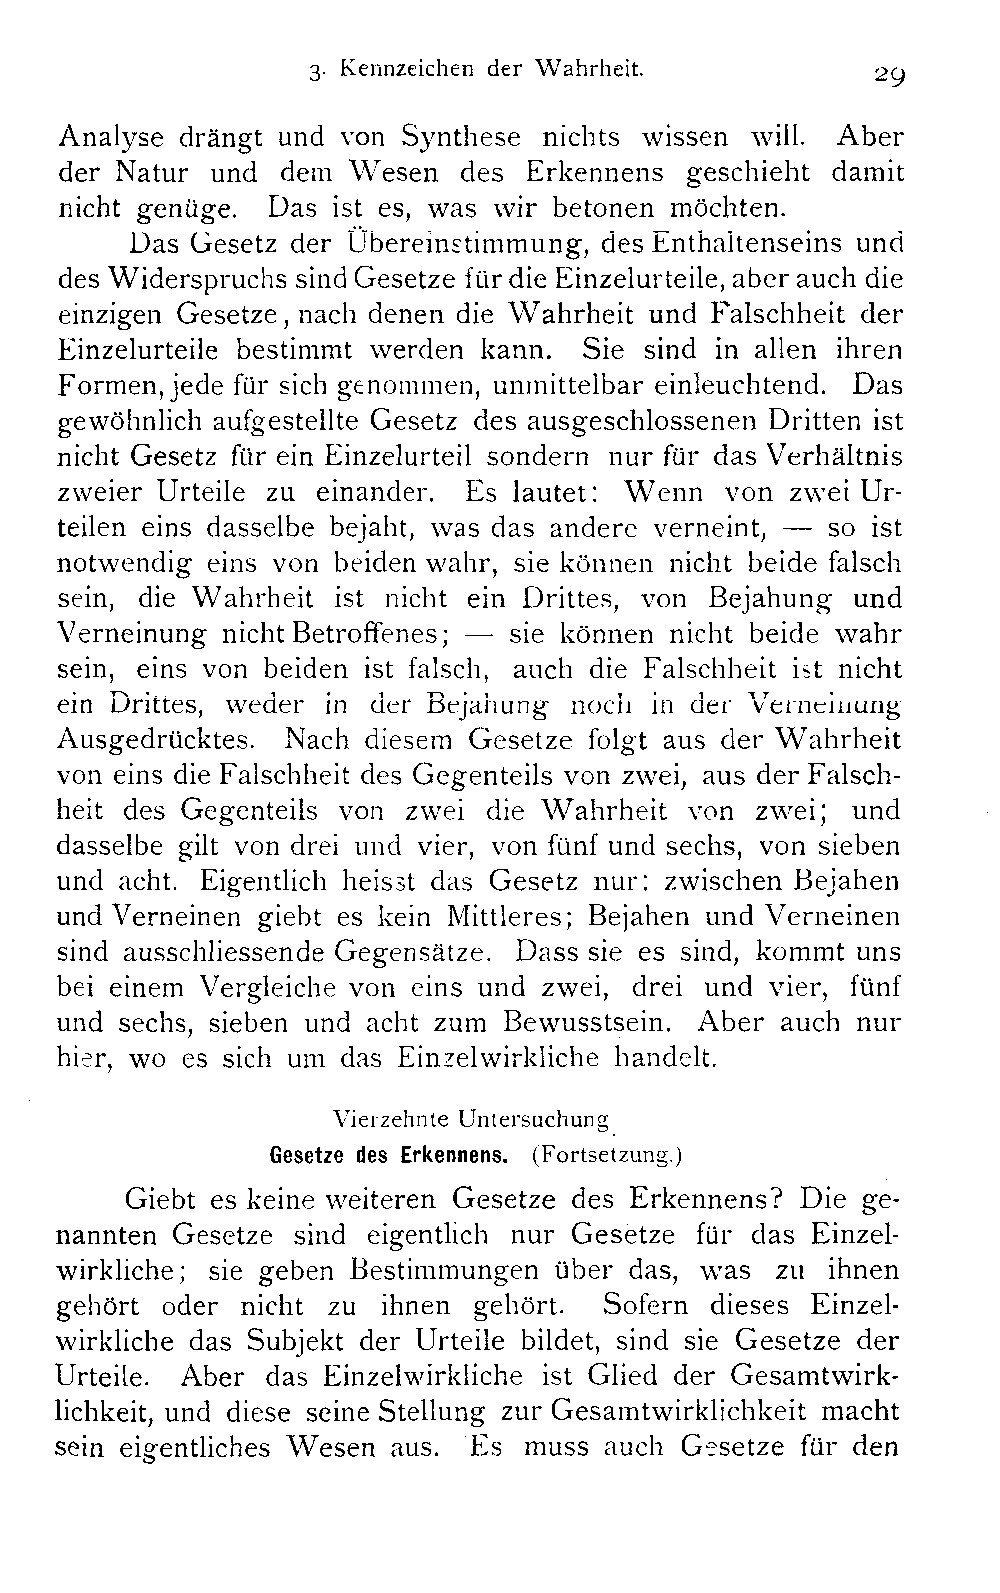 3. Kennzeichen der Wahrheit. 29
Analyse drängt und von Synthese nichts wissen will. Aber
der Natur und dem Wesen des Erkennens geschieht damit
nicht genüge. Das ist es, was wir betonen möchten.
Das Gesetz der Übereinstimmung, des Enthaltenseins und
des Widerspruchs sind Gesetze für die Einzelurteile, aber auch die
einzigen Gesetze, nach denen die Wahrheit und Falschheit der
Einzelurteile bestimmt werden kann. Sie sind in allen ihren
Formen, jede für sich genommen, unmittelbar einleuchtend. Das
gewöhnlich aufgestellte Gesetz des ausgeschlossenen Dritten ist
nicht Gesetz für ein Einzelurteil sondern nur für das Verhältnis
zweier Urteile zu einander. Es lautet: Wenn von zwei Ur-
teilen eins dasselbe bejaht, was das andere verneint, — so ist
notwendig eins von beiden wahr, sie können nicht beide falsch
sein, die Wahrheit ist nicht ein Drittes, von Bejahung und
Verneinung nicht Betroffenes; — sie können nicht beide wahr
sein, eins von beiden ist falsch, auch die Falschheit ist nicht
ein Drittes, weder in der Bejahung noch in der Verneinung
Ausgedrücktes. Nach diesem Gesetze folgt aus der Wahrheit
von eins die Falschheit des Gegenteils von zwei, aus der Falsch-
heit des Gegenteils von zwei die Wahrheit von zwei; und
dasselbe gilt von drei und vier, von fünf und sechs, von sieben
und acht. Eigentlich heisst das Gesetz nur: zwischen Bejahen
und Verneinen giebt es kein Mittleres; Bejahen und Verneinen
sind ausschliessende Gegensätze. Dass sie es sind, kommt uns
bei einem Vergleiche von eins und zwei, drei und vier, fünf
und sechs, sieben und acht zum Bewusstsein. Aber auch nur
hier, wo es sich um das Einzelwirkliche handelt.
Vierzehnte Untersuchung.
Gesetze des Erkennens. (Fortsetzung.)
Giebt es keine weiteren Gesetze des Erkennens? Die ge-
nannten Gesetze sind eigentlich nur Gesetze für das Einzel-
wirkliche; sie geben Bestimmungen über das, was zu ihnen
gehört oder nicht zu ihnen gehört. Sofern dieses Einzel-
wirkliche das Subjekt der Urteile bildet, sind sie Gesetze der
Urteile. Aber das Einzelwirkliche ist Glied der Gesamtwirk-
lichkeit, und diese seine Stellung zur Gesamtwirklichkeit macht
sein eigentliches Wesen aus. Es muss auch Gesetze für den